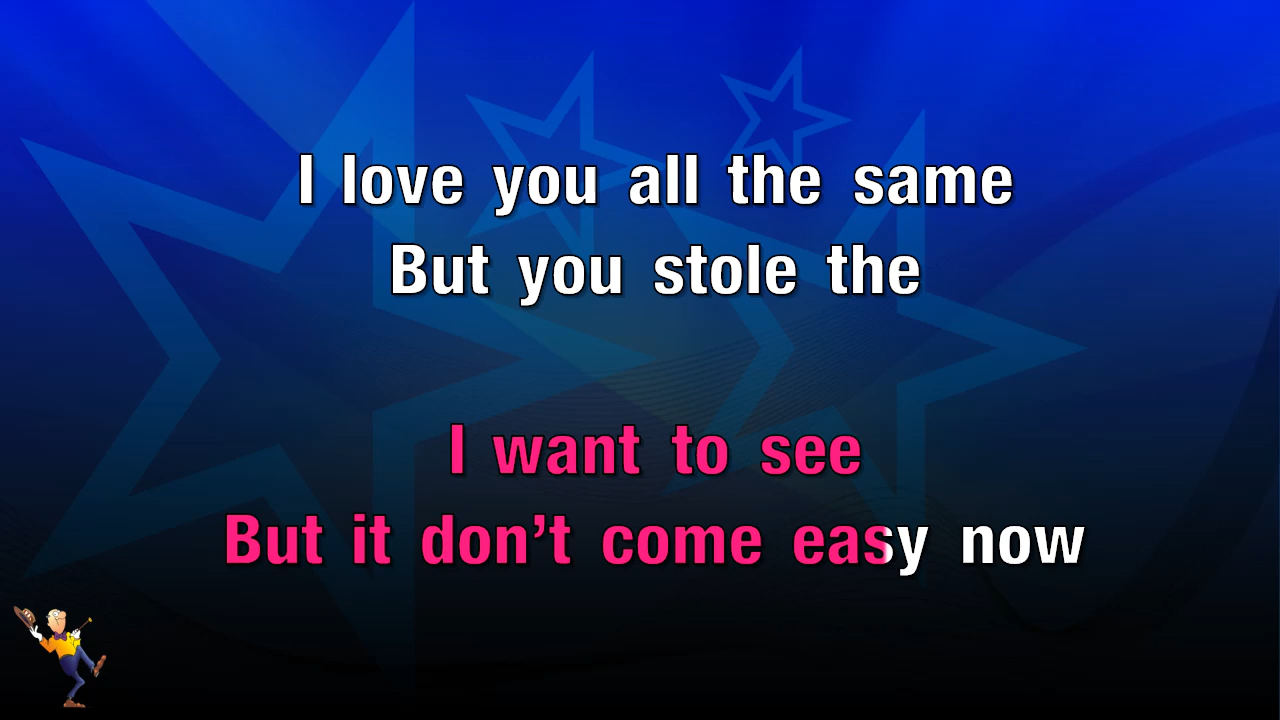 I love you all the same
But you stole the
I want to see
But it don't come easy now